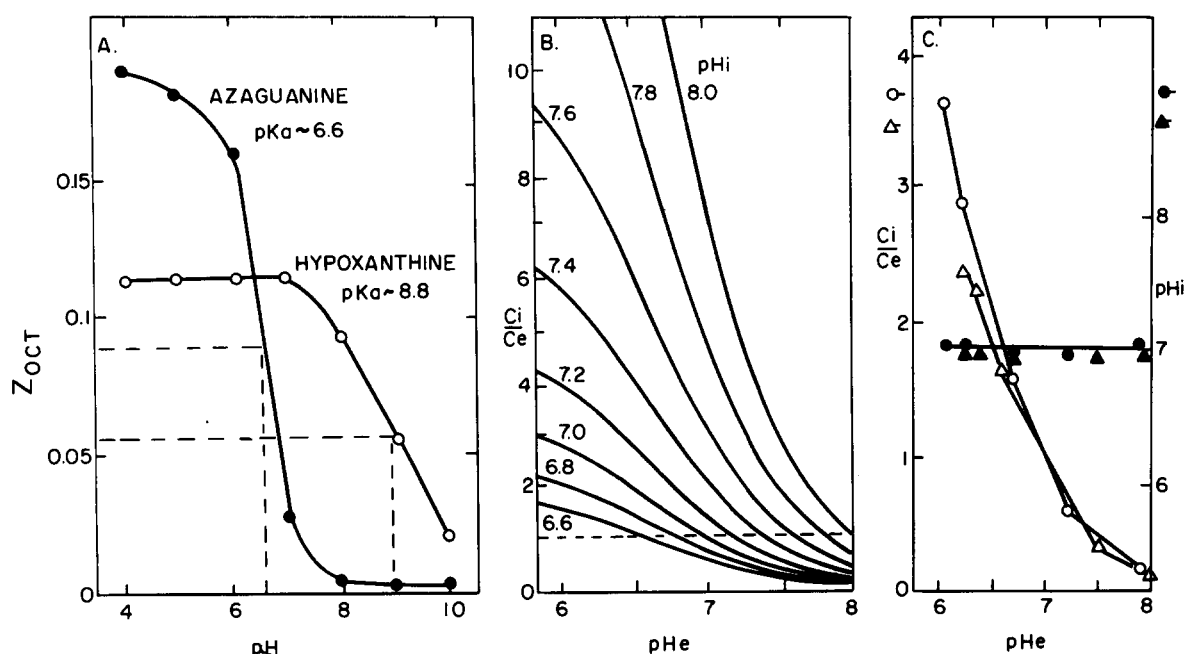 A.
AZAGUANINE
pKa~6.6
HYPOXANTHINE
pKa~8.8
0.15
0.1
0.05
0
ZOCT
4
6
8
10
pH
B.
pHi
8.0
7.8
7.6
7.4
7.2
7.0
6.8
6.6
10
8
6
4
2
0
Ci
Ce
6
7
8
pHe
C.
4
3
2
1
0
Ci
Ce
8
7
6
pHi
6
7
8
pHe